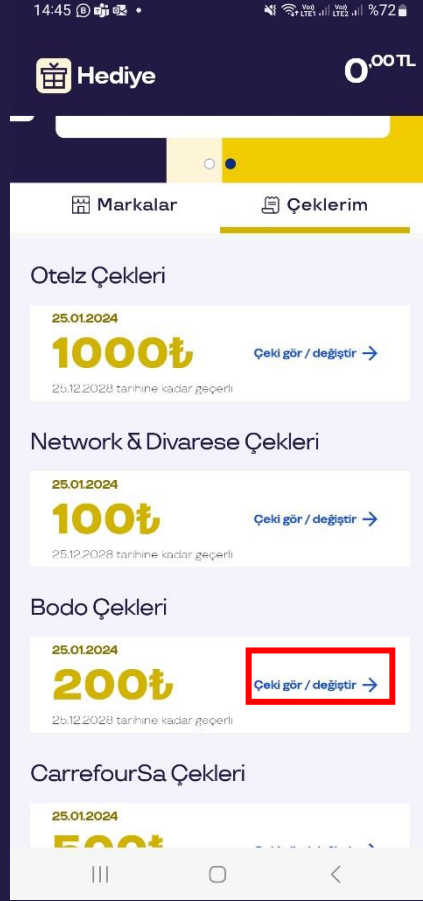 14:45 %72
Hediye 0,00 TL
Markalar Çeklerim
Otelz Çekleri
25.01.2024
1000₺ Çeki gör / değiştir →
25.12.2028 tarihine kadar geçerli
Network & Divarese Çekleri
25.01.2024
100₺ Çeki gör / değiştir →
25.12.2028 tarihine kadar geçerli
Bodo Çekleri
25.01.2024
200₺ Çeki gör / değiştir →
25.12.2028 tarihine kadar geçerli
CarrefourSa Çekleri
25.01.2024
500₺